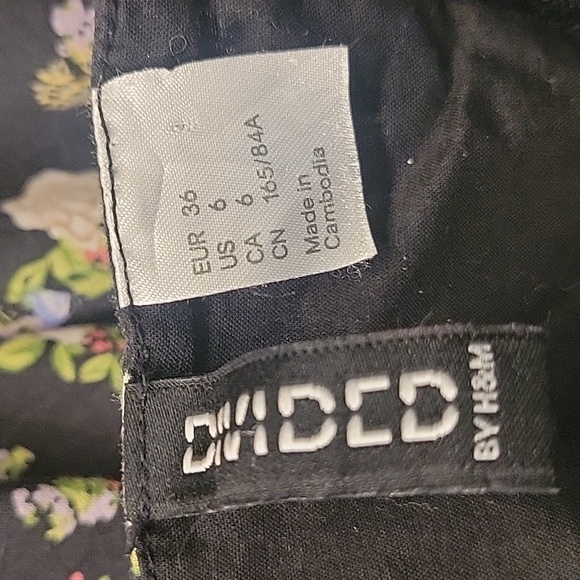 EUR 36
US 6
CA 6
CN 165/84A
Made in
Cambodia
DIVIDED
BY H&M